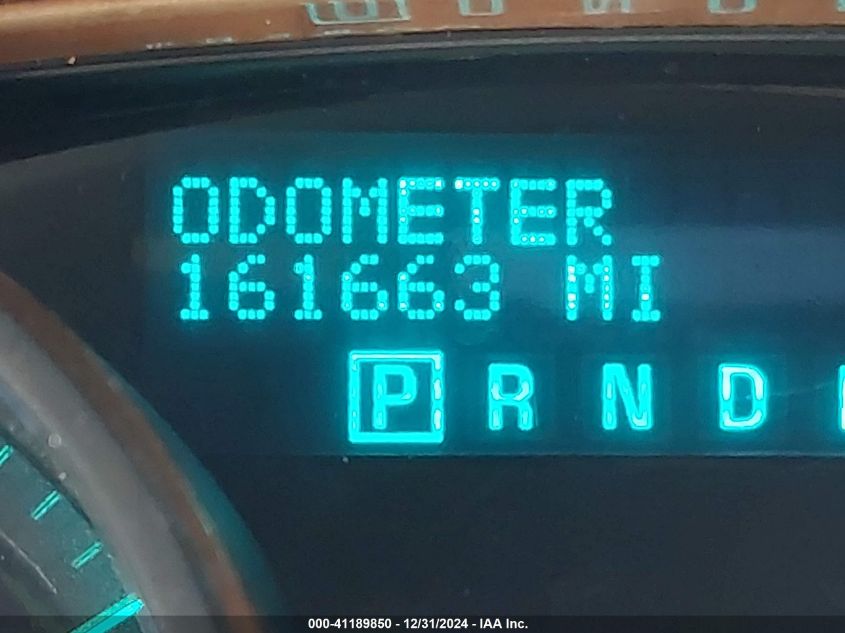 ODOMETER
161663 MI
P R N D
000-41189850 - 12/31/2024 - IAA Inc.